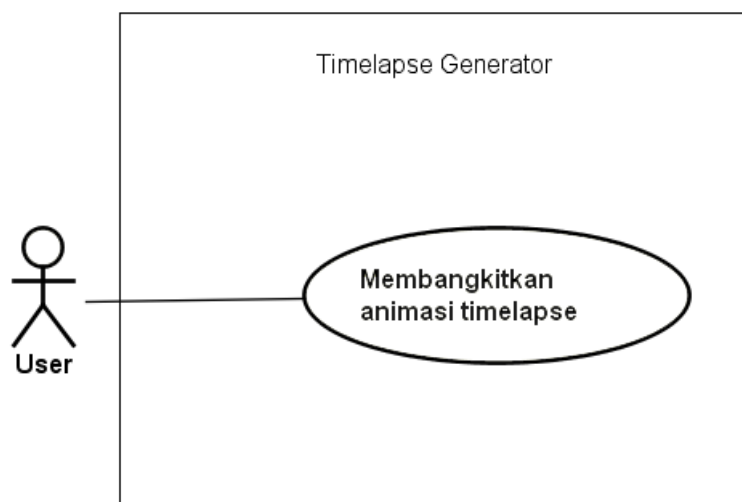 Timelapse Generator
Membangkitkan
animasi timelapse
User